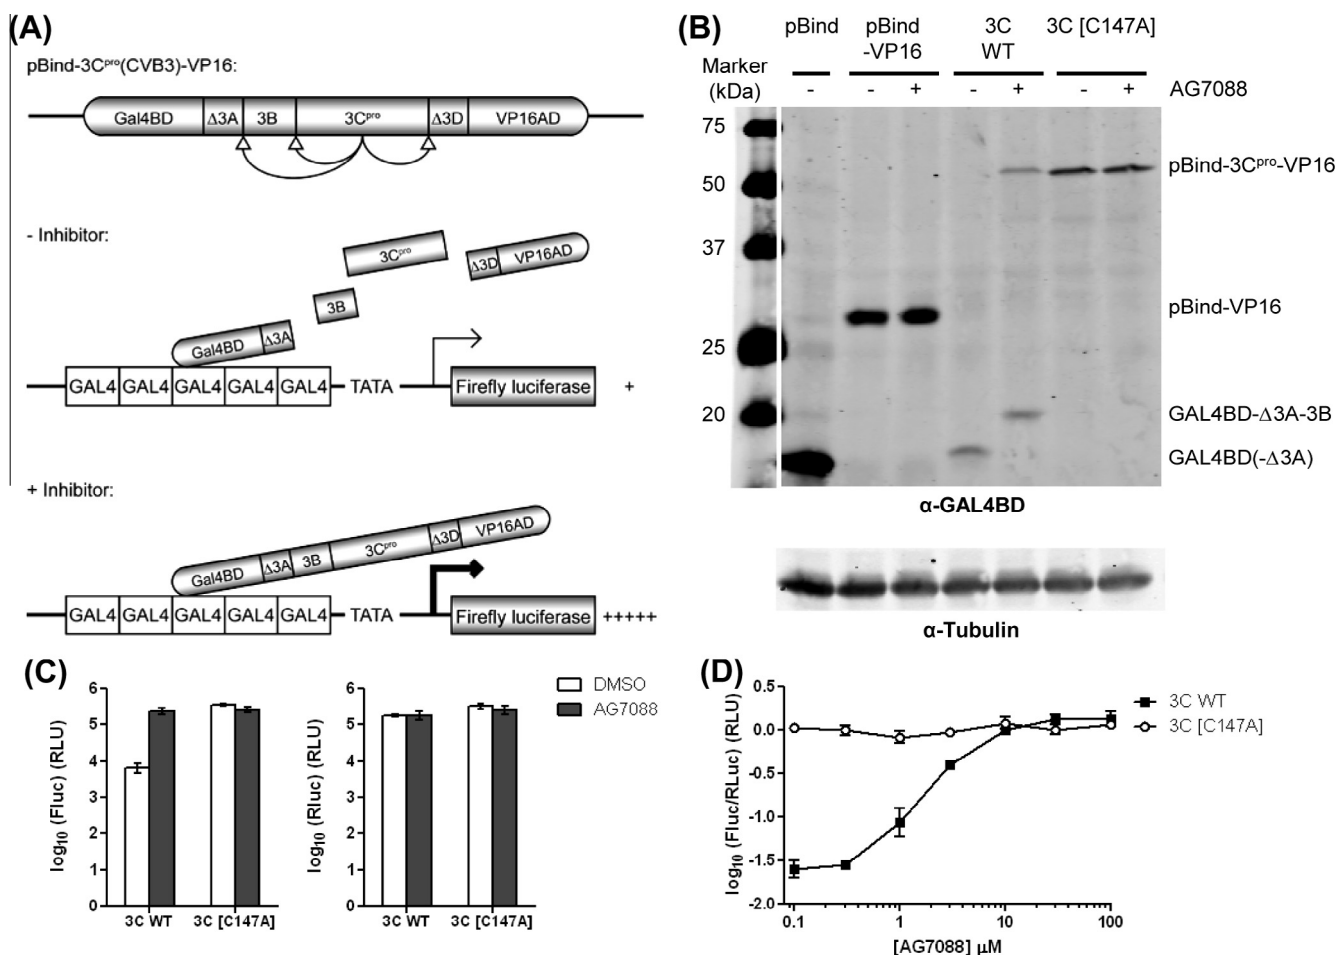 (A)
pBind-3Cᵖʳᵒ(CVB3)-VP16:
Gal4BD Δ3A 3B 3Cᵖʳᵒ Δ3D VP16AD
- Inhibitor:
3Cᵖʳᵒ Δ3D VP16AD
3B
Gal4BD Δ3A
GAL4 GAL4 GAL4 GAL4 GAL4 TATA Firefly luciferase +
+ Inhibitor:
Gal4BD Δ3A 3B 3Cᵖʳᵒ Δ3D VP16AD
GAL4 GAL4 GAL4 GAL4 GAL4 TATA Firefly luciferase +++++
(B)
pBind pBind -VP16 3C WT 3C [C147A]
Marker (kDa)
- - + - + - + AG7088
75
50
37
25
20
pBind-3Cᵖʳᵒ-VP16
pBind-VP16
GAL4BD-Δ3A-3B
GAL4BD(-Δ3A)
α-GAL4BD
α-Tubulin
(C)
log₁₀ (Fluc) (RLU)
6
5
4
3
2
1
0
3C WT 3C [C147A]
log₁₀ (Rluc) (RLU)
6
5
4
3
2
1
0
3C WT 3C [C147A]
DMSO
AG7088
(D)
log₁₀ (Fluc/RLuc) (RLU)
0.5
0.0
-0.5
-1.0
-1.5
-2.0
0.1 1 10 100
[AG7088] µM
3C WT
3C [C147A]